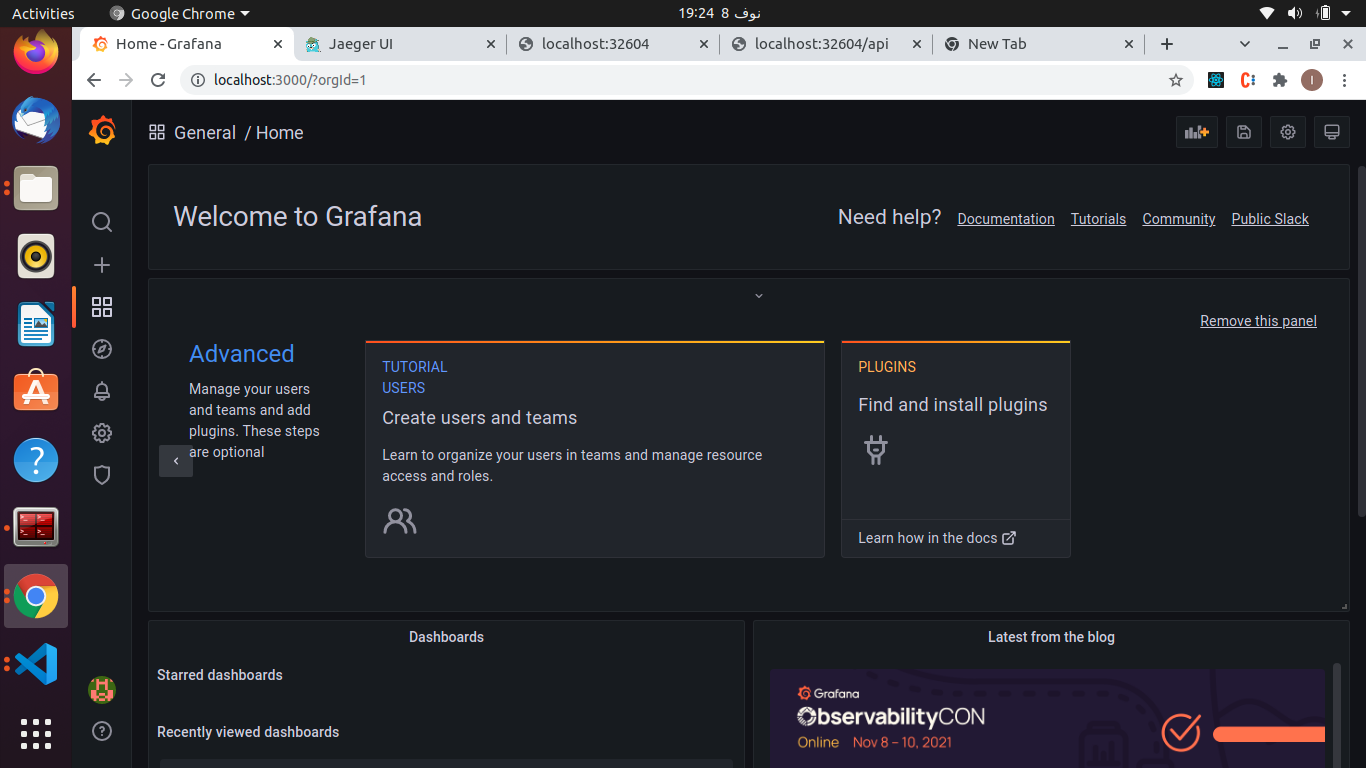 Activities
Google Chrome
19:24 8 نوف
Home - Grafana
Jaeger UI
localhost:32604
localhost:32604/api
New Tab
localhost:3000/?orgId=1
I
General / Home
Welcome to Grafana
Need help? Documentation Tutorials Community Public Slack
Remove this panel
Advanced
Manage your users
and teams and add
plugins. These steps
are optional
TUTORIAL
USERS
Create users and teams
Learn to organize your users in teams and manage resource
access and roles.
PLUGINS
Find and install plugins
Learn how in the docs
Dashboards
Starred dashboards
Recently viewed dashboards
Latest from the blog
Grafana
ObservabilityCON
Online Nov 8 – 10, 2021